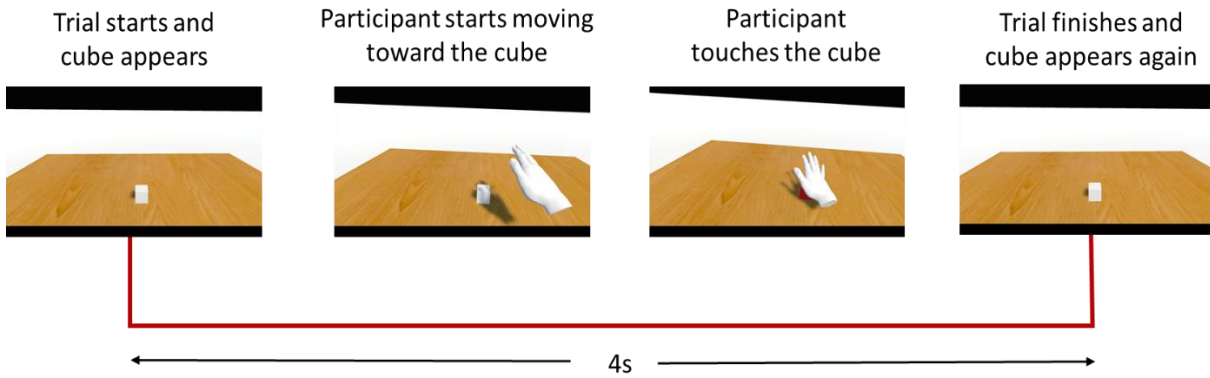 Trial starts and
cube appears
Participant starts moving
toward the cube
Participant
touches the cube
Trial finishes and
cube appears again
4s